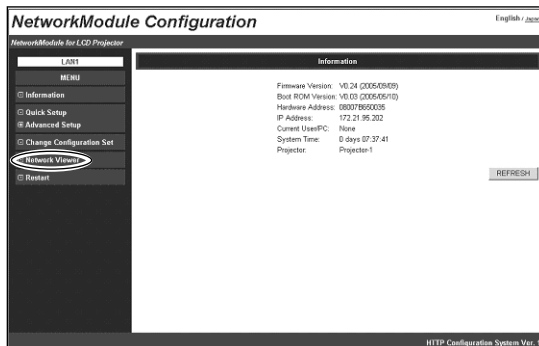 NetworkModule Configuration
English /
NetworkModule for LCD Projector
LAN1
MENU
Information
Quick Setup
Advanced Setup
Change Configuration Set
Network Viewer
Restart
Information
Firmware Version: V0.24 (2005/09/09)
Boot ROM Version: V0.03 (2005/05/10)
Hardware Address: 08007B650035
IP Address: 172.21.95.202
Current User/PC: None
System Time: 0 days 07:37:41
Projector: Projector-1
REFRESH
HTTP Configuration System Ver.